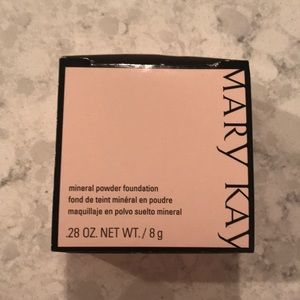 MARY KAY
mineral powder foundation
fond de teint minéral en poudre
maquillaje en polvo suelto mineral
.28 OZ. NET WT. / 8 g